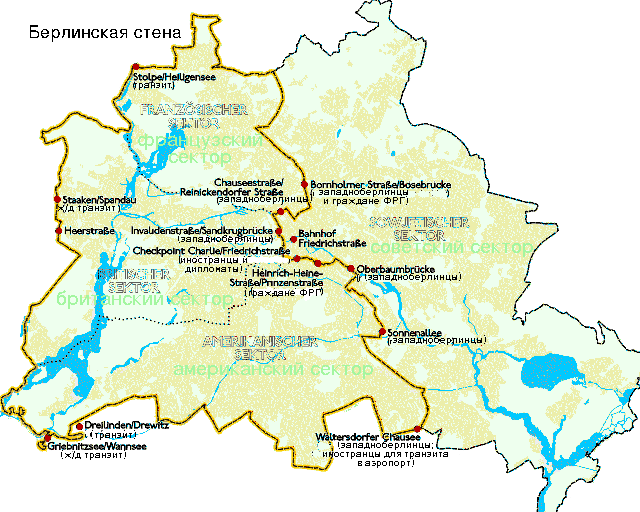 Берлинская стена
Stolpe/Heiligensee
(транзит)
FRANZÖSISCHER
SEKTOR
французский
сектор
Chausseestraße/
Reinickendorfer Straße
(западноберлинцы)
Bornholmer Straße/Bösebrücke
( западноберлинцы
и граждане ФРГ)
Staaken/Spandau
(ж/д транзит)
Heerstraße
Invalidenstraße/Sandkrugbrücke
(западноберлинцы)
Bahnhof
Friedrichstraße
SOWJETISCHER
SEKTOR
советский сектор
Checkpoint Charlie/Friedrichstraße
(иностранцы и
дипломаты)
Heinrich-Heine-
Straße/Prinzenstraße
(граждане ФРГ)
Oberbaumbrücke
(западноберлинцы)
BRITISCHER
SEKTOR
британский сектор
Sonnenallee
(западноберлинцы)
AMERIKANISCHER
SEKTOR
американский сектор
Dreilinden/Drewitz
(транзит)
Griebnitzsee/Wannsee
(ж/д транзит)
Waltersdorfer Chausee
(западноберлинцы;
иностранцы для транзита
в аэропорт)